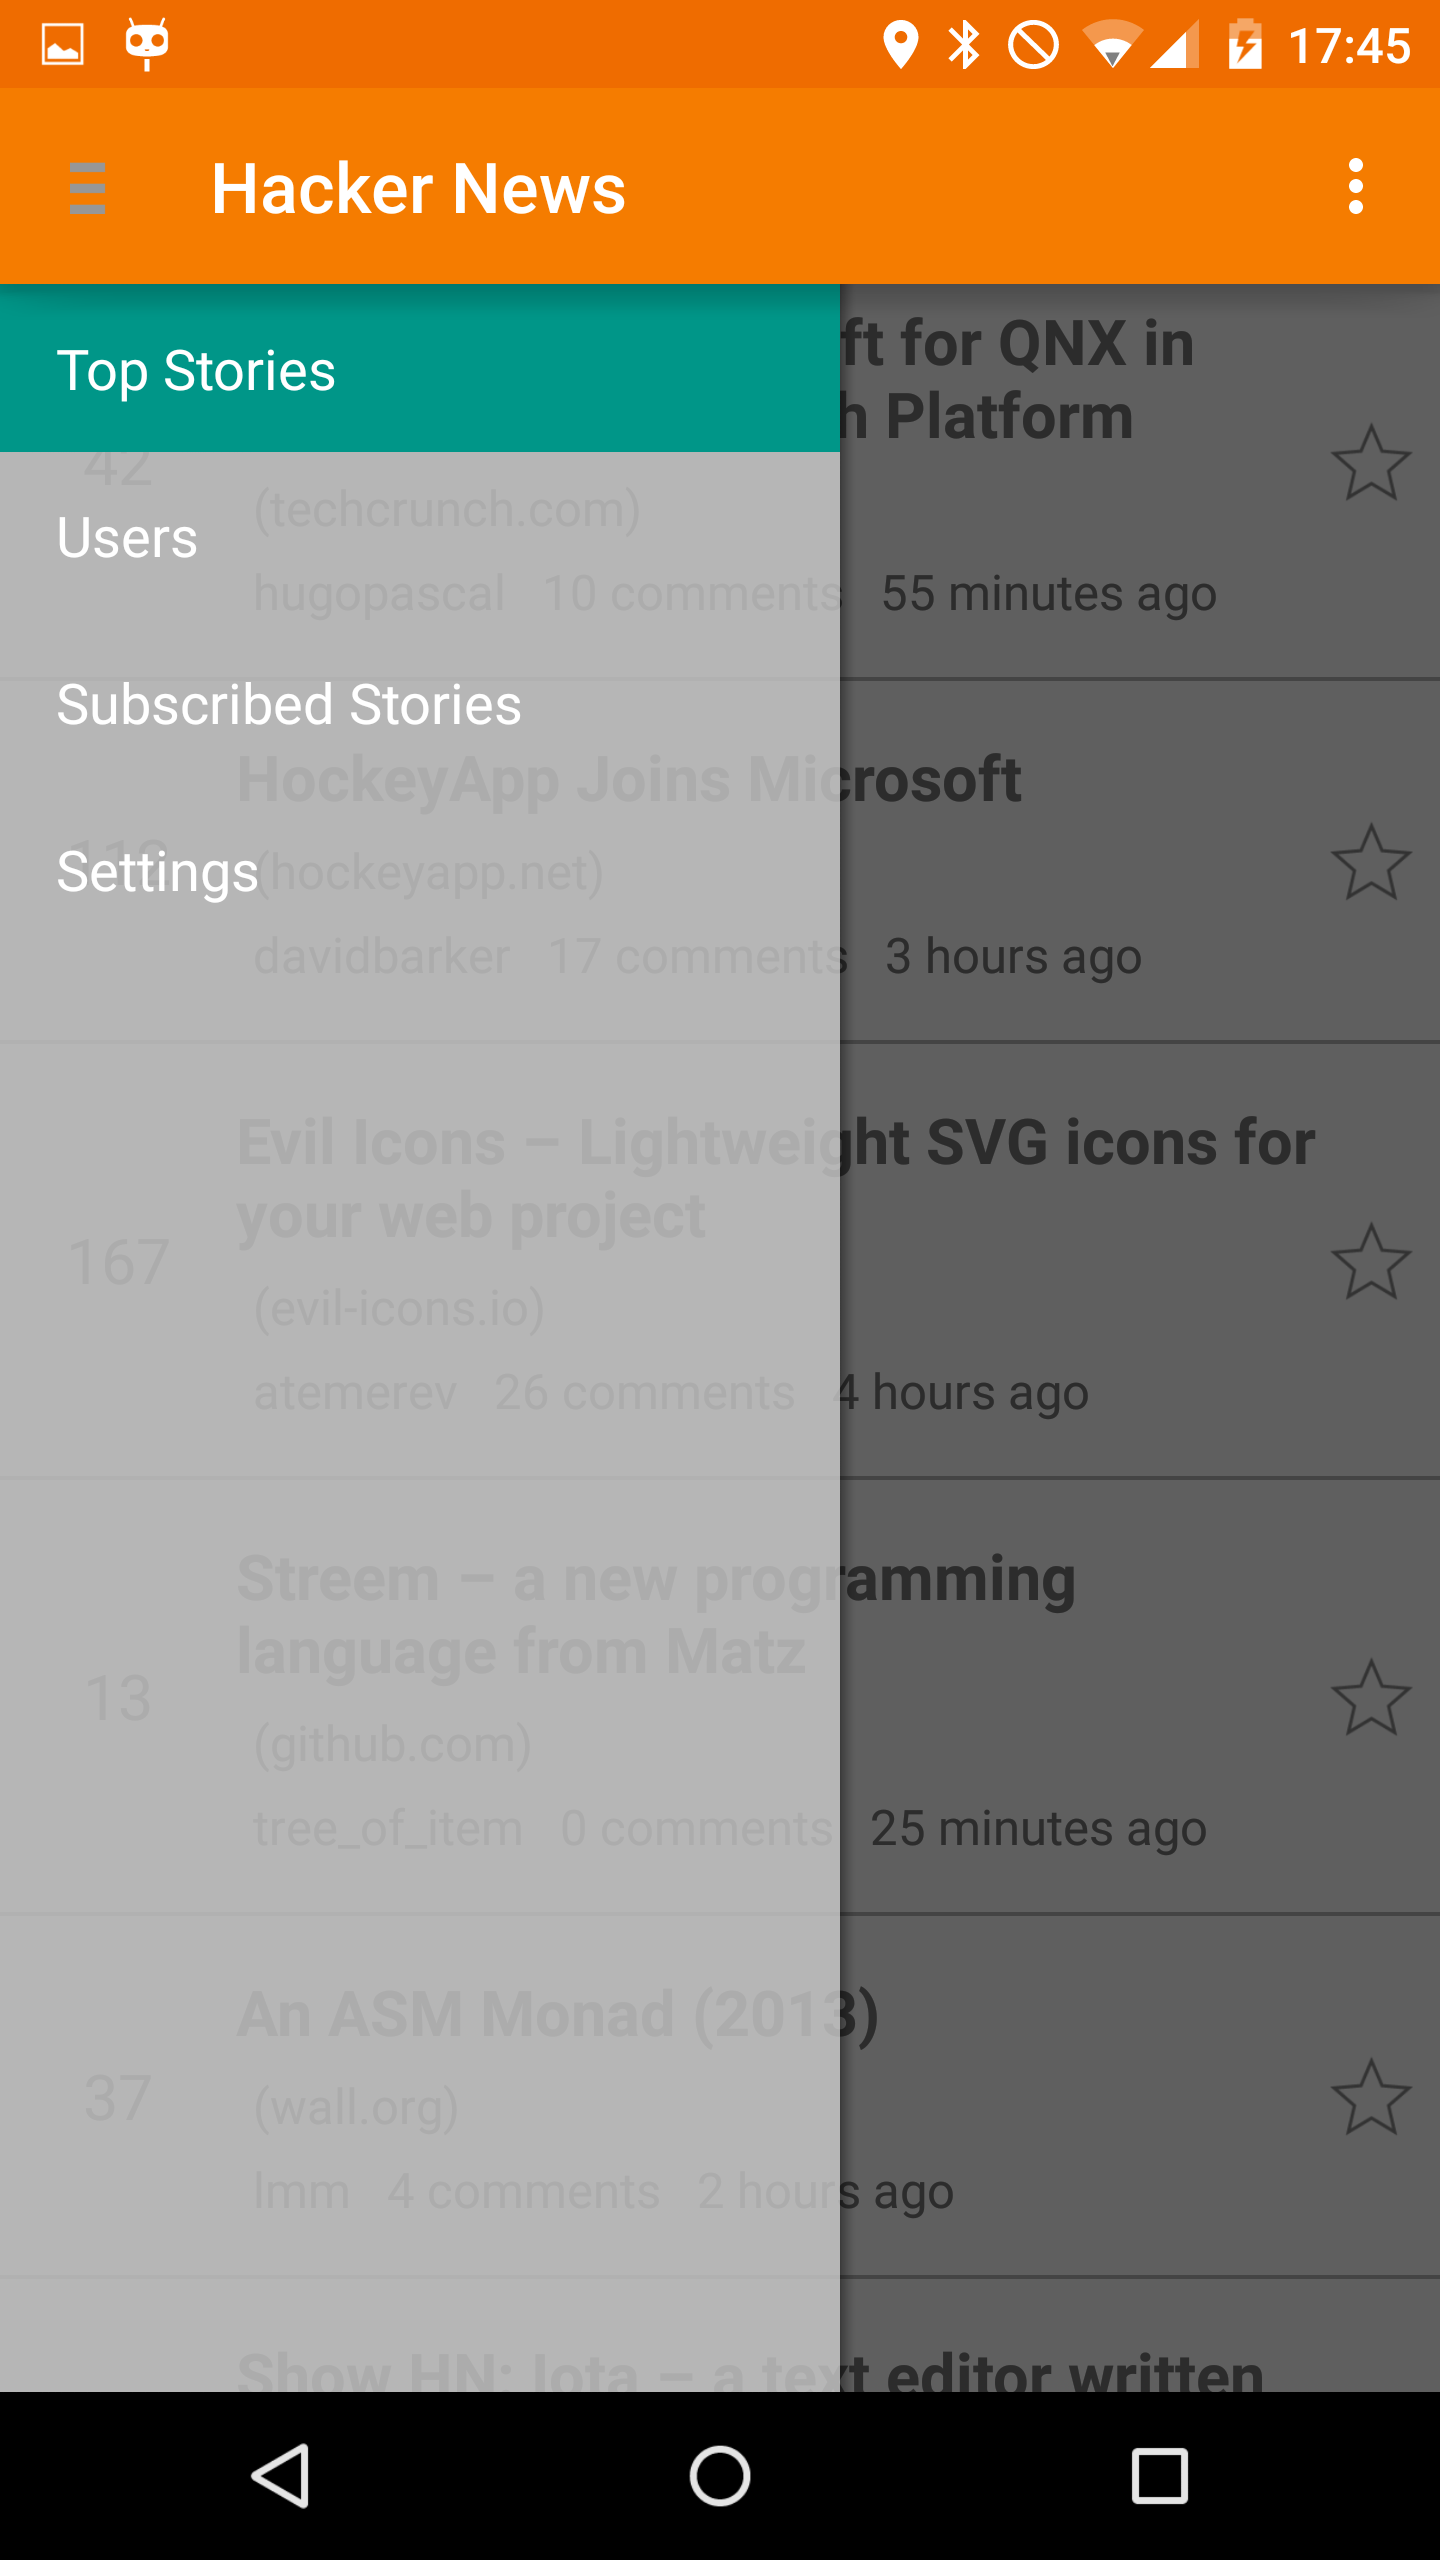 17:45
Hacker News
Top Stories
ft for QNX in
h Platform
42
(techcrunch.com)
Users
hugopascal 10 comments 55 minutes ago
Subscribed Stories
HockeyApp Joins Microsoft
Settings
(hockeyapp.net)
davidbarker 17 comments 3 hours ago
Evil Icons – Lightweight SVG icons for
your web project
167
(evil-icons.io)
atemerev 26 comments 4 hours ago
Streem – a new programming
language from Matz
13
(github.com)
tree_of_item 0 comments 25 minutes ago
An ASM Monad (2013)
37
(wall.org)
lmm 4 comments 2 hours ago
Show HN: Iota – a text editor written